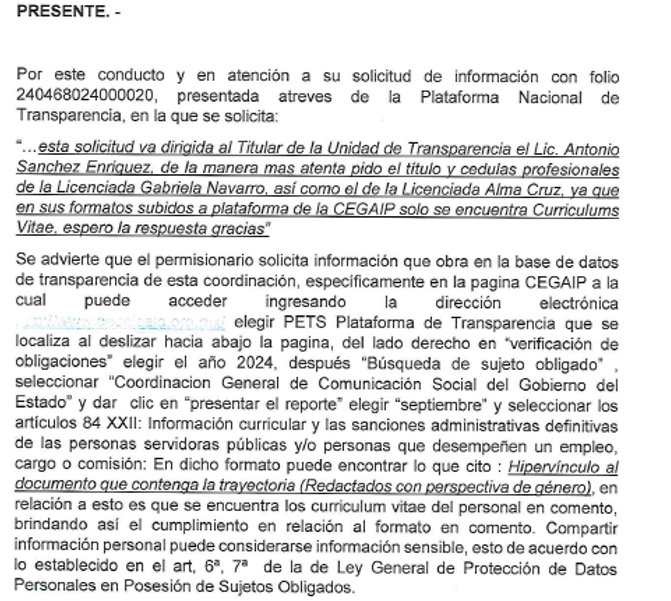 PRESENTE. -
Por este conducto y en atención a su solicitud de información con folio
240468024000020, presentada atreves de la Plataforma Nacional de
Transparencia, en la que se solicita:
“...esta solicitud va dirigida al Titular de la Unidad de Transparencia el Lic. Antonio
Sanchez Enriquez, de la manera mas atenta pido el título y cedulas profesionales
de la Licenciada Gabriela Navarro, así como el de la Licenciada Alma Cruz, ya que
en sus formatos subidos a plataforma de la CEGAIP solo se encuentra Curriculums
Vitae, espero la respuesta gracias”
Se advierte que el permisionario solicita información que obra en la base de datos
de transparencia de esta coordinación, específicamente en la pagina CEGAIP a la
cual puede acceder ingresando la dirección electrónica
elegir PETS Plataforma de Transparencia que se
localiza al deslizar hacia abajo la pagina, del lado derecho en “verificación de
obligaciones” elegir el año 2024, después “Búsqueda de sujeto obligado” ,
seleccionar “Coordinacion General de Comunicación Social del Gobierno del
Estado” y dar clic en “presentar el reporte” elegir “septiembre” y seleccionar los
artículos 84 XXII: Información curricular y las sanciones administrativas definitivas
de las personas servidoras públicas y/o personas que desempeñen un empleo,
cargo o comisión: En dicho formato puede encontrar lo que cito : Hipervínculo al
documento que contenga la trayectoria (Redactados con perspectiva de género), en
relación a esto es que se encuentra los curriculum vitae del personal en comento,
brindando así el cumplimiento en relación al formato en comento. Compartir
información personal puede considerarse información sensible, esto de acuerdo con
lo establecido en el art, 6ª, 7ª de la de Ley General de Protección de Datos
Personales en Posesión de Sujetos Obligados.